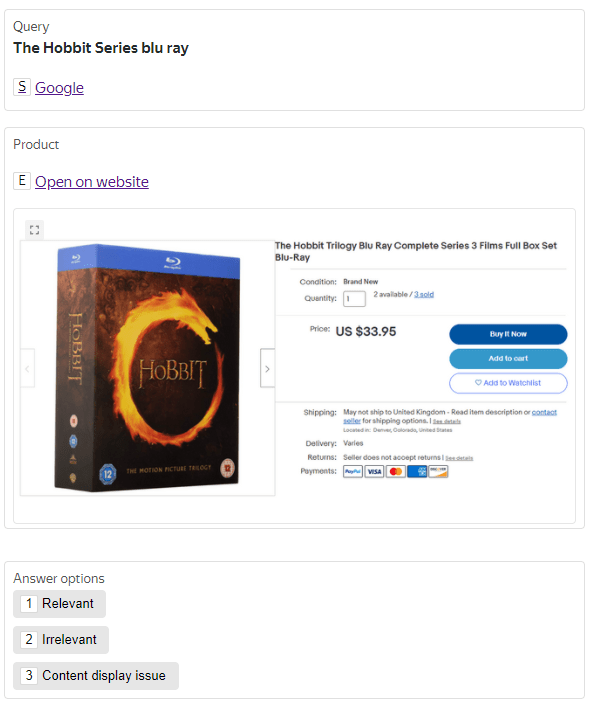 Query
The Hobbit Series blu ray
S Google
Product
E Open on website
The Hobbit Trilogy Blu Ray Complete Series 3 Films Full Box Set
Blu-Ray
Condition: Brand New
Quantity: 1 2 available / 3 sold
Price: US $33.95
Buy It Now
Add to cart
Add to Watchlist
Shipping: May not ship to United Kingdom - Read item description or contact
seller for shipping options. | See details
Located in: Denver, Colorado, United States
Delivery: Varies
Returns: Seller does not accept returns | See details
Payments: PayPal VISA
HOBBIT
THE HOBBIT
12 THE MOTION PICTURE TRILOGY 12
Answer options
1 Relevant
2 Irrelevant
3 Content display issue